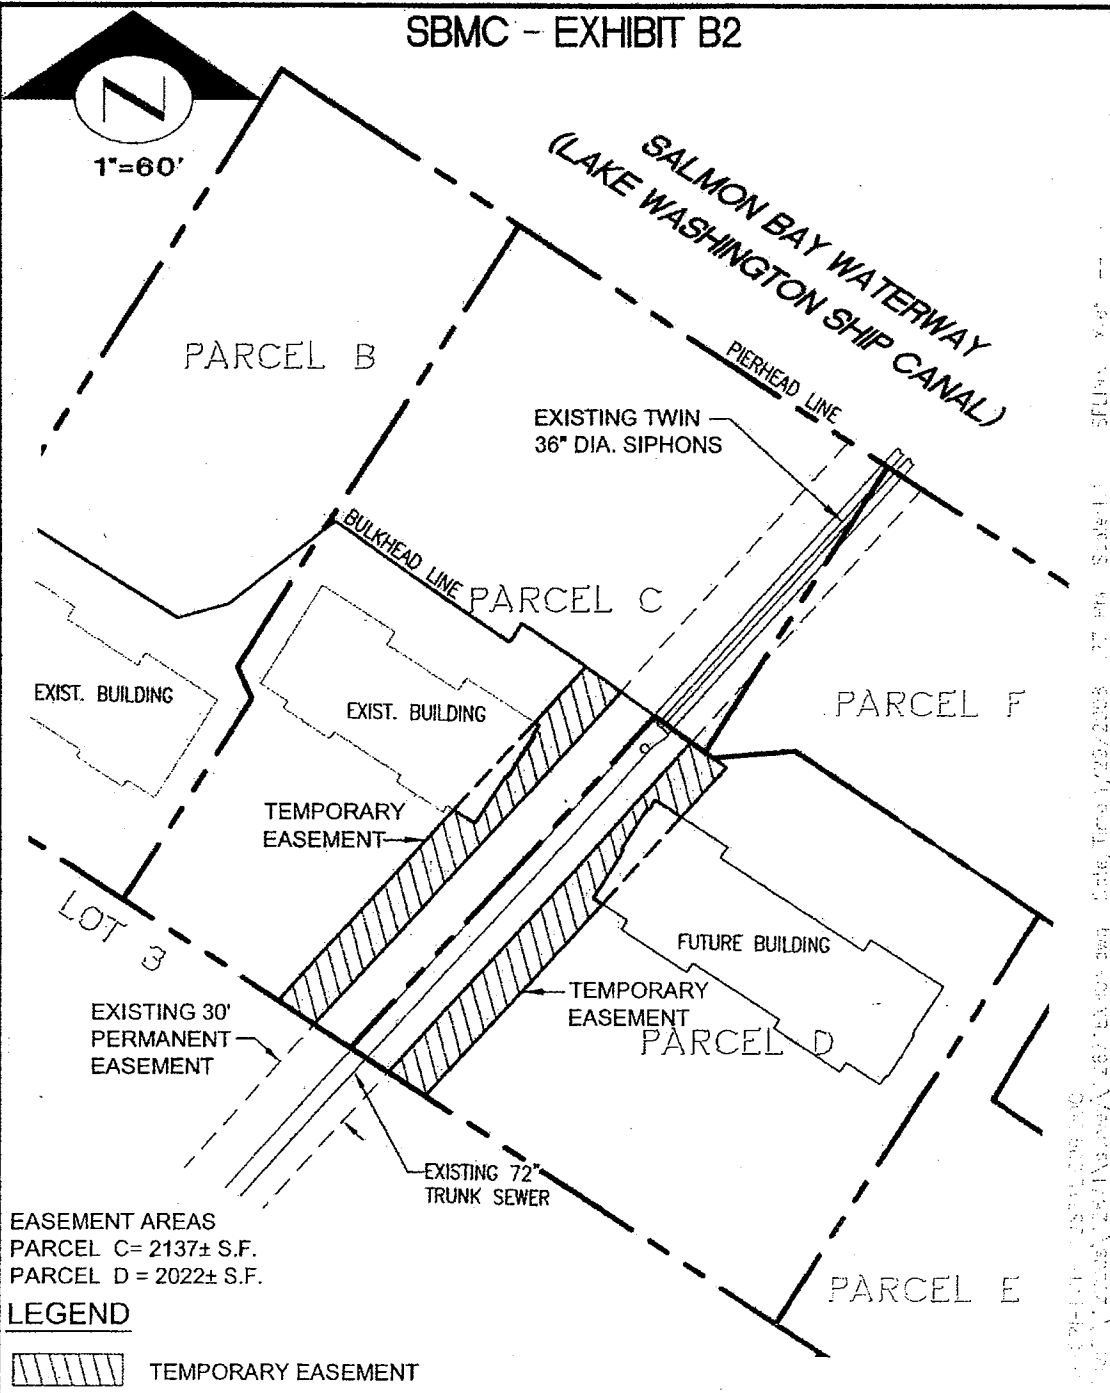 SBMC - EXHIBIT B2
N
1"=60'
SALMON BAY WATERWAY
(LAKE WASHINGTON SHIP CANAL)
PARCEL B
PIERHEAD LINE
EXISTING TWIN
36" DIA. SIPHONS
BULKHEAD LINE
PARCEL C
EXIST. BUILDING
EXIST. BUILDING
PARCEL F
TEMPORARY
EASEMENT
LOT 3
FUTURE BUILDING
TEMPORARY
EASEMENT
PARCEL D
EXISTING 30'
PERMANENT
EASEMENT
EXISTING 72"
TRUNK SEWER
EASEMENT AREAS
PARCEL C= 2137± S.F.
PARCEL D = 2022± S.F.
PARCEL E
LEGEND
TEMPORARY EASEMENT